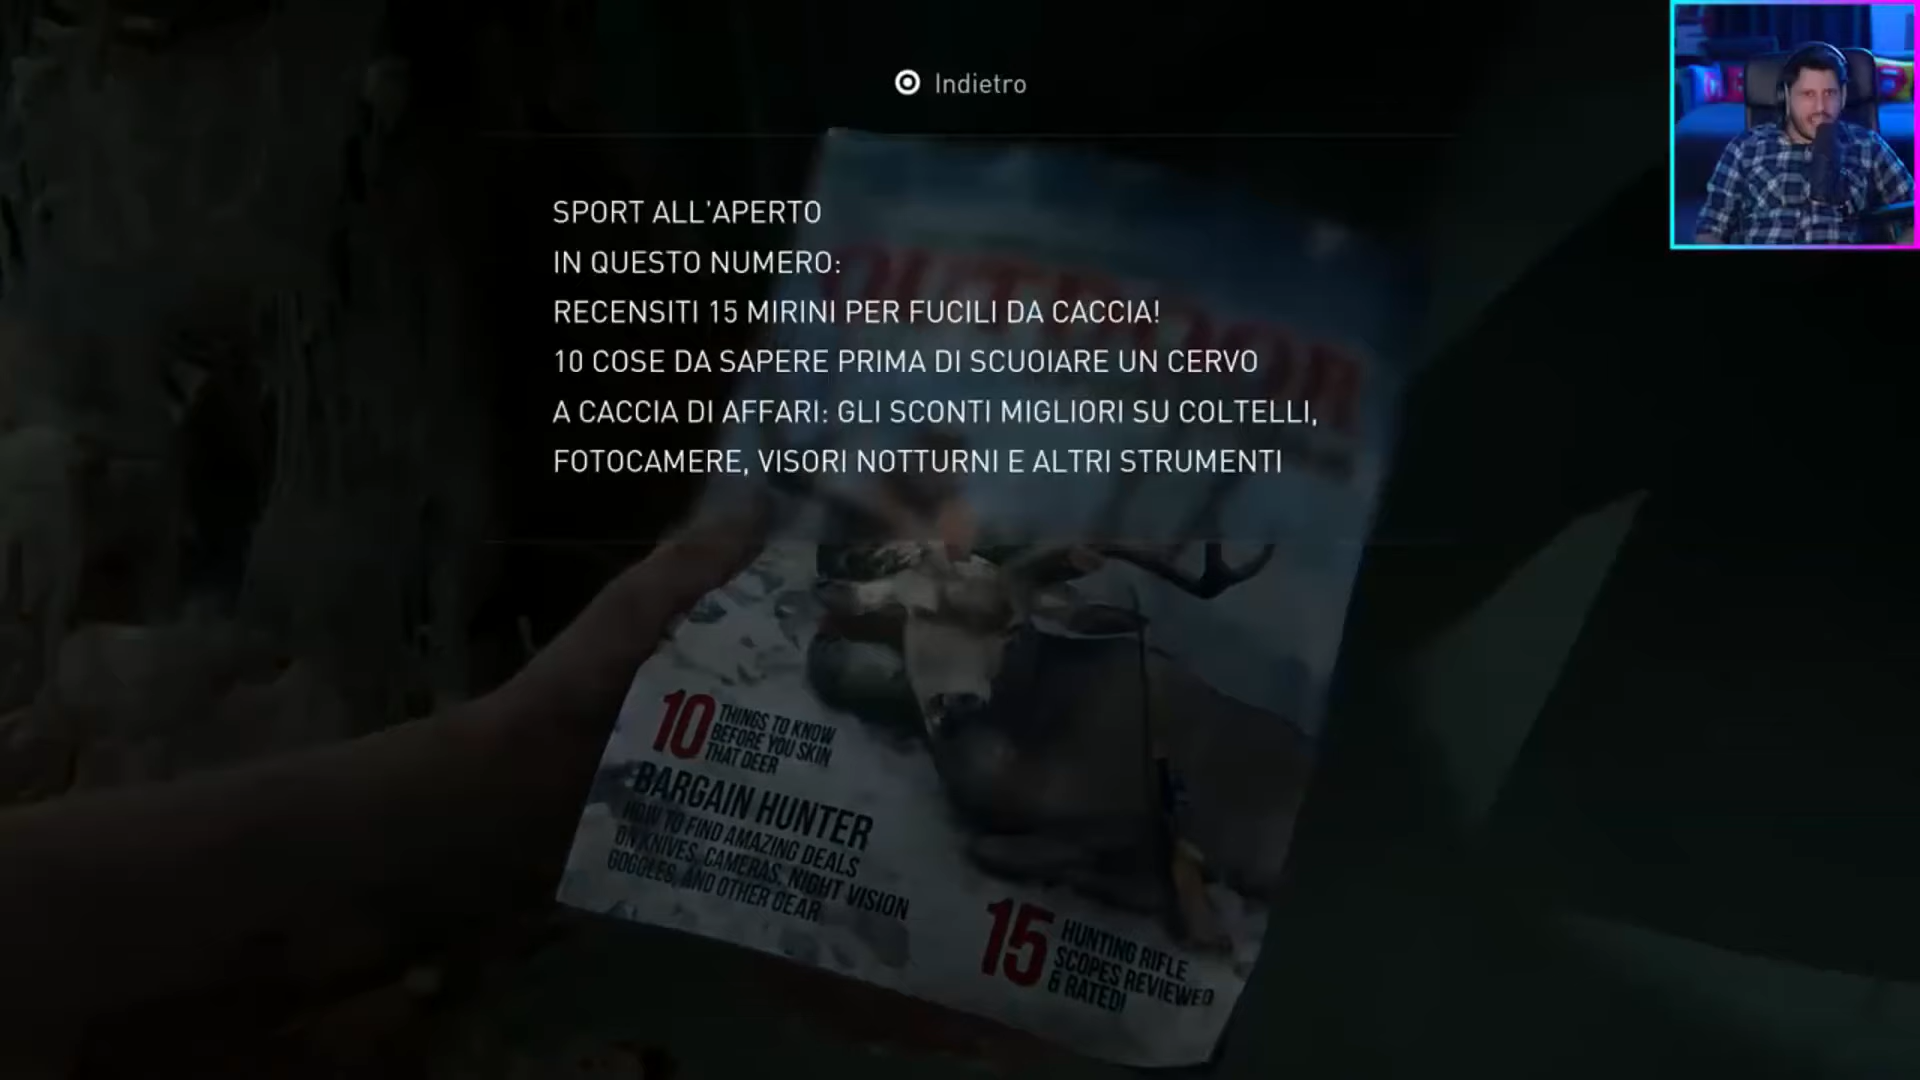 Indietro
SPORT ALL'APERTO
IN QUESTO NUMERO:
RECENSITI 15 MIRINI PER FUCILI DA CACCIA!
10 COSE DA SAPERE PRIMA DI SCUOIARE UN CERVO
A CACCIA DI AFFARI: GLI SCONTI MIGLIORI SU COLTELLI,
FOTOCAMERE, VISORI NOTTURNI E ALTRI STRUMENTI
OUTDOOR
10 THINGS TO KNOW
BEFORE YOU SKIN
THAT DEER
BARGAIN HUNTER
HOW TO FIND AMAZING DEALS
ON KNIVES, CAMERAS, NIGHT VISION
GOGGLES, AND OTHER GEAR
15 HUNTING RIFLE
SCOPES REVIEWED
& RATED!